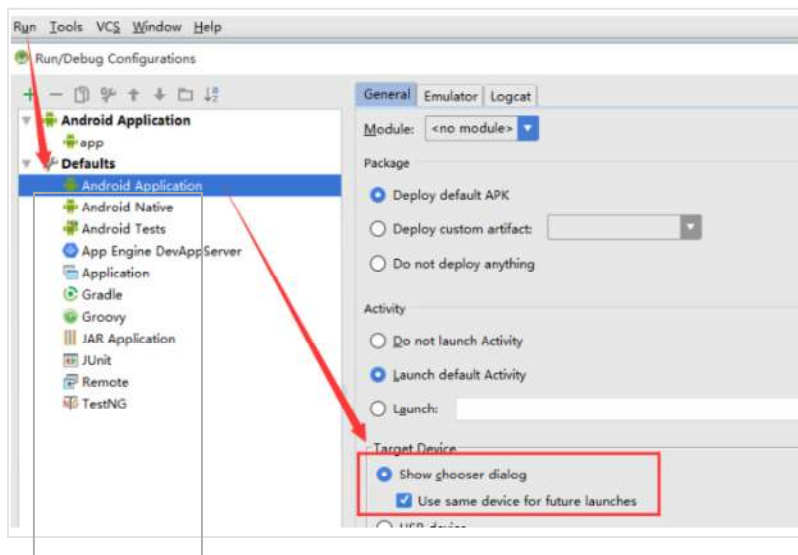 Run Tools VCS Window Help
Run/Debug Configurations
General Emulator Logcat
Android Application
Module: <no module>
app
Defaults
Package
Android Application
Deploy default APK
Android Native
Android Tests
Deploy custom artifact:
App Engine DevAppServer
Application
Do not deploy anything
Gradle
Activity
Groovy
JAR Application
Do not launch Activity
JUnit
Launch default Activity
Remote
TestNG
Launch:
Target Device
Show chooser dialog
Use same device for future launches
USB device